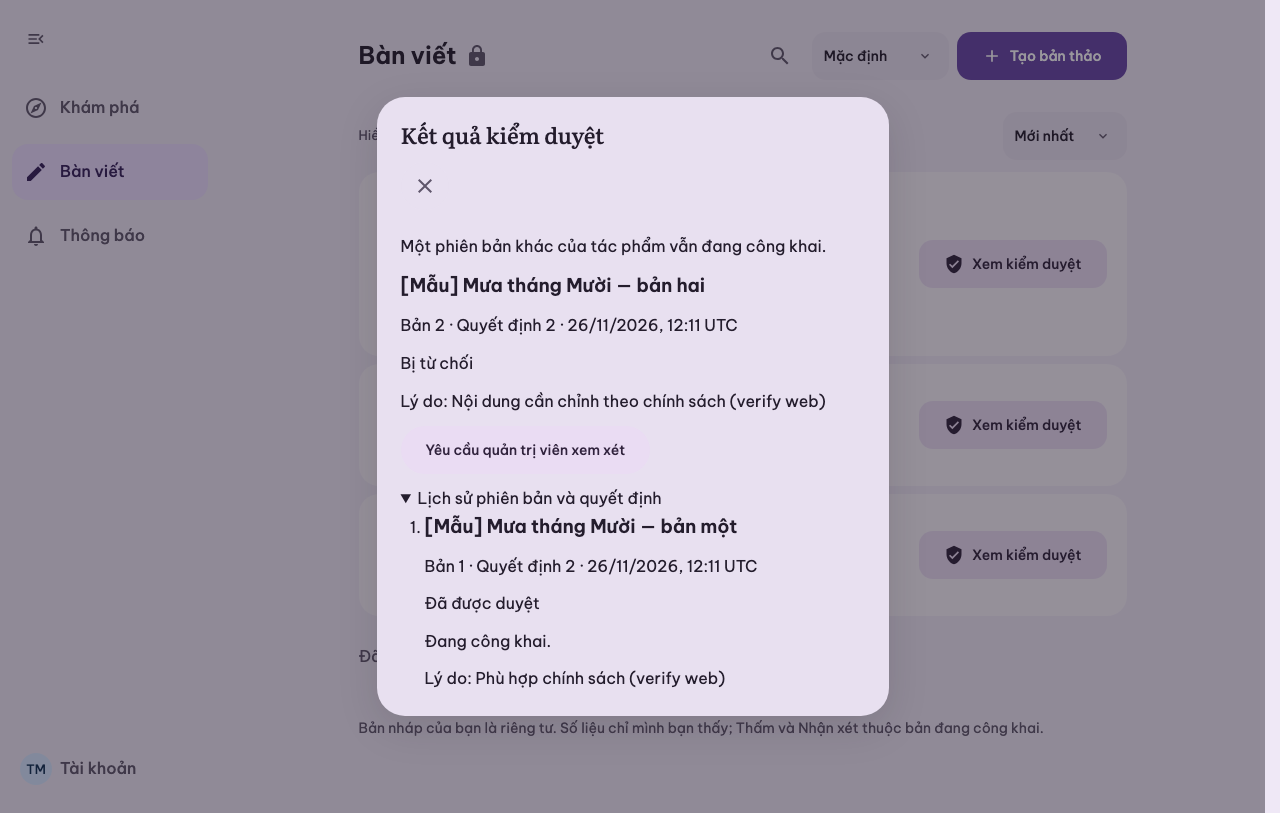 Bàn viết
Mặc định
Tạo bản thảo
Khám phá
Bàn viết
Thông báo
Mới nhất
Kết quả kiểm duyệt
Một phiên bản khác của tác phẩm vẫn đang công khai.
[Mẫu] Mưa tháng Mười — bản hai
Bản 2 · Quyết định 2 · 26/11/2026, 12:11 UTC
Bị từ chối
Lý do: Nội dung cần chỉnh theo chính sách (verify web)
Yêu cầu quản trị viên xem xét
Lịch sử phiên bản và quyết định
1. [Mẫu] Mưa tháng Mười — bản một
Bản 1 · Quyết định 2 · 26/11/2026, 12:11 UTC
Đã được duyệt
Đang công khai.
Lý do: Phù hợp chính sách (verify web)
Xem kiểm duyệt
Xem kiểm duyệt
Xem kiểm duyệt
Bản nháp của bạn là riêng tư. Số liệu chỉ mình bạn thấy; Thấm và Nhận xét thuộc bản đang công khai.
TM Tài khoản